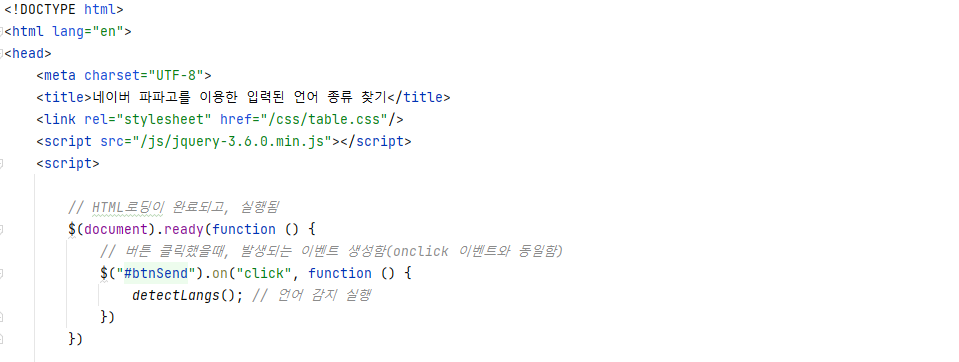 <!DOCTYPE html>
<html lang="en">
<head>
    <meta charset="UTF-8">
    <title>네이버 파파고를 이용한 입력된 언어 종류 찾기</title>
    <link rel="stylesheet" href="/css/table.css"/>
    <script src="/js/jquery-3.6.0.min.js"></script>
    <script>

        // HTML로딩이 완료되고, 실행됨
        $(document).ready(function () {
            // 버튼 클릭했을때, 발생되는 이벤트 생성함(onclick 이벤트와 동일함)
            $("#btnSend").on("click", function () {
                detectLangs(); // 언어 감지 실행
            })
        })